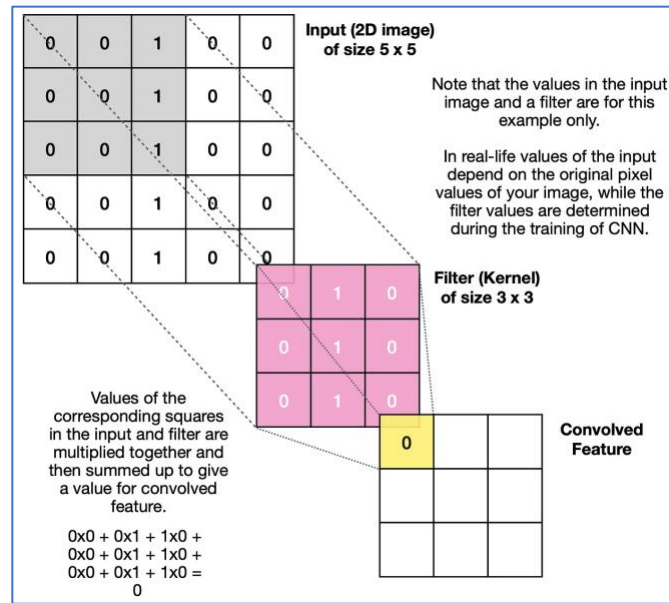 Input (2D image)
of size 5 x 5
0 0 1 0 0
0 0 1 0 0
0 0 1 0 0
0 0 1 0 0
0 0 1 0 0
Note that the values in the input
image and a filter are for this
example only.
In real-life values of the input
depend on the original pixel
values of your image, while the
filter values are determined
during the training of CNN.
Filter (Kernel)
of size 3 x 3
0 1 0
0 1 0
0 1 0
Values of the
corresponding squares
in the input and filter are
multiplied together and
then summed up to give
a value for convolved
feature.
0x0 + 0x1 + 1x0 +
0x0 + 0x1 + 1x0 +
0x0 + 0x1 + 1x0 =
0
0
Convolved
Feature